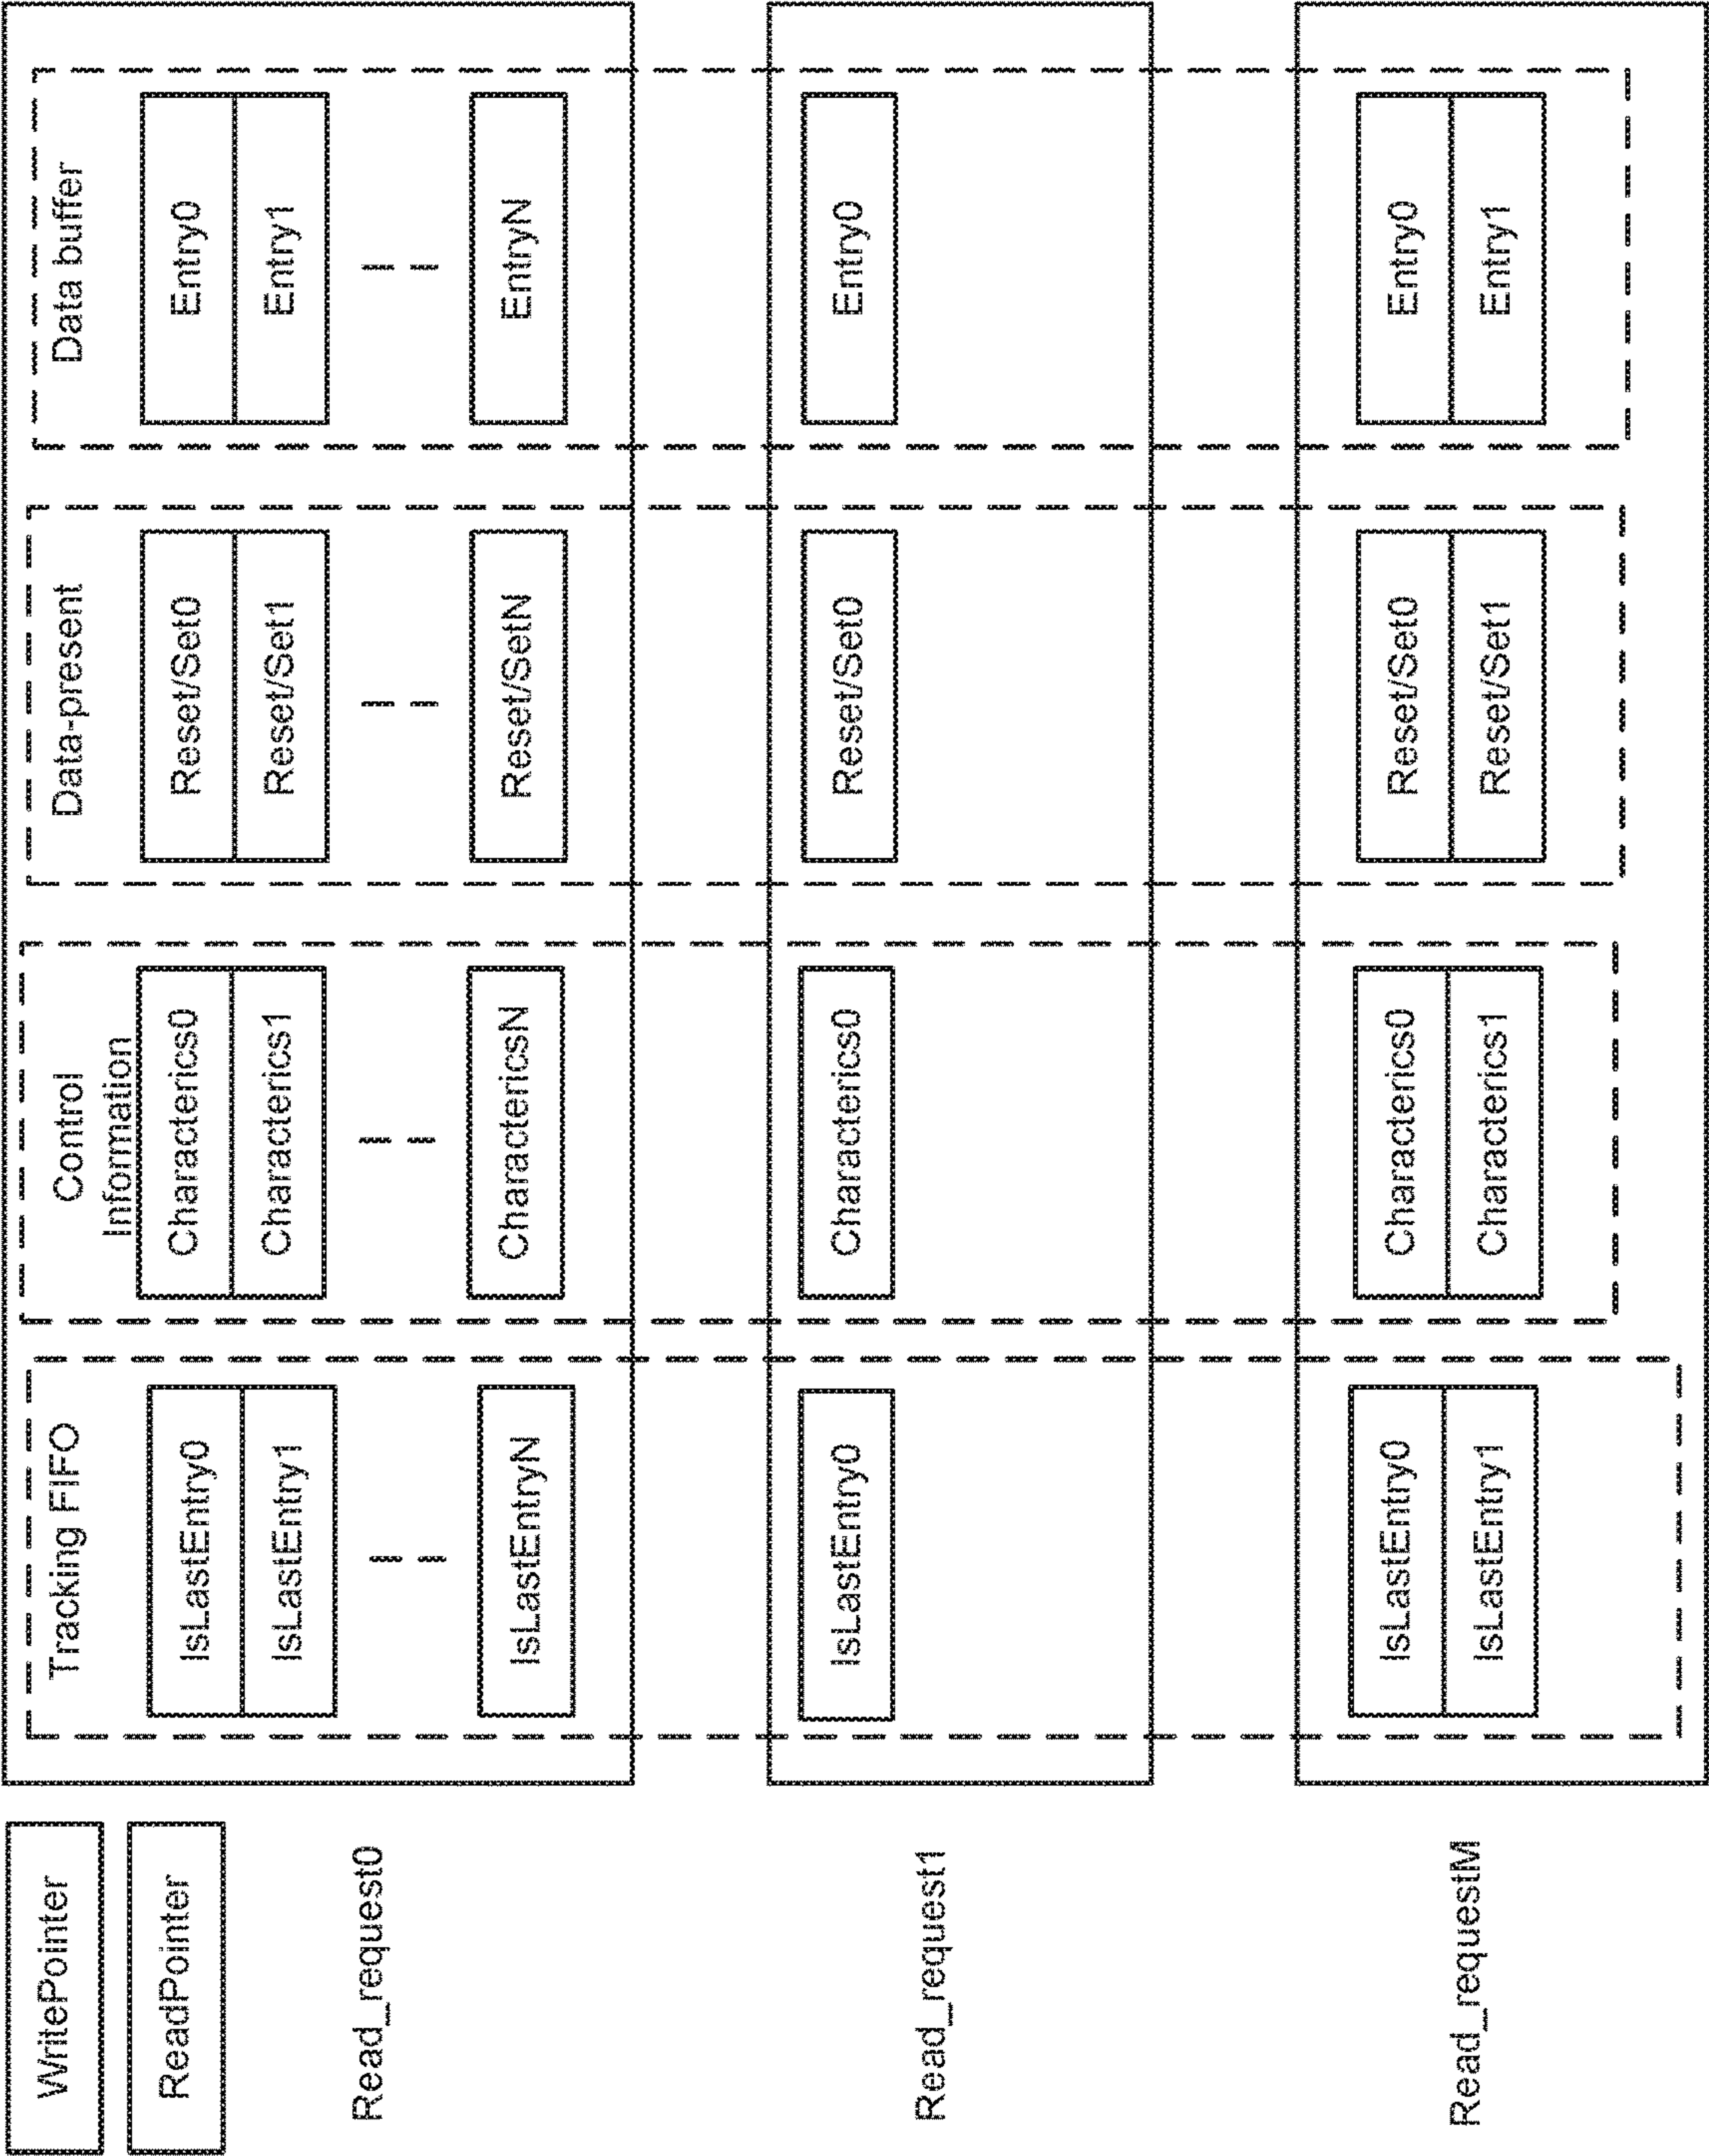 WritePointer
ReadPointer
Tracking FIFO
Control
Information
Data-present
Data buffer
Read_request0
IsLastEntry0
Characterics0
Reset/Set0
Entry0
IsLastEntry1
Characterics1
Reset/Set1
Entry1
IsLastEntryN
CharactericsN
Reset/SetN
EntryN
Read_request1
IsLastEntry0
Characterics0
Reset/Set0
Entry0
Read_requestM
IsLastEntry0
Characterics0
Reset/Set0
Entry0
IsLastEntry1
Characterics1
Reset/Set1
Entry1